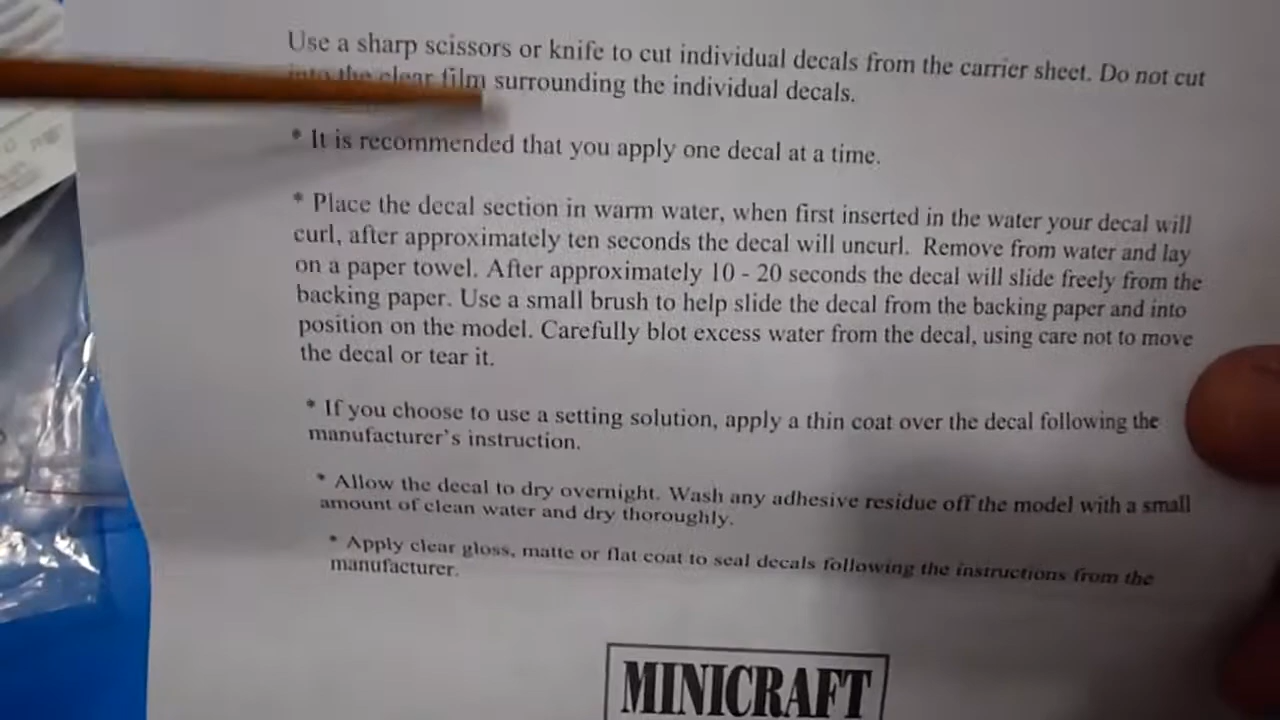 Use a sharp scissors or knife to cut individual decals from the carrier sheet. Do not cut
into the clear film surrounding the individual decals.
* It is recommended that you apply one decal at a time.
* Place the decal section in warm water, when first inserted in the water your decal will
curl, after approximately ten seconds the decal will uncurl. Remove from water and lay
on a paper towel. After approximately 10 - 20 seconds the decal will slide freely from the
backing paper. Use a small brush to help slide the decal from the backing paper and into
position on the model. Carefully blot excess water from the decal, using care not to move
the decal or tear it.
* If you choose to use a setting solution, apply a thin coat over the decal following the
manufacturer's instruction.
* Allow the decal to dry overnight. Wash any adhesive residue off the model with a small
amount of clean water and dry thoroughly.
* Apply clear gloss, matte or flat coat to seal decals following the instructions from the
manufacturer.
MINICRAFT